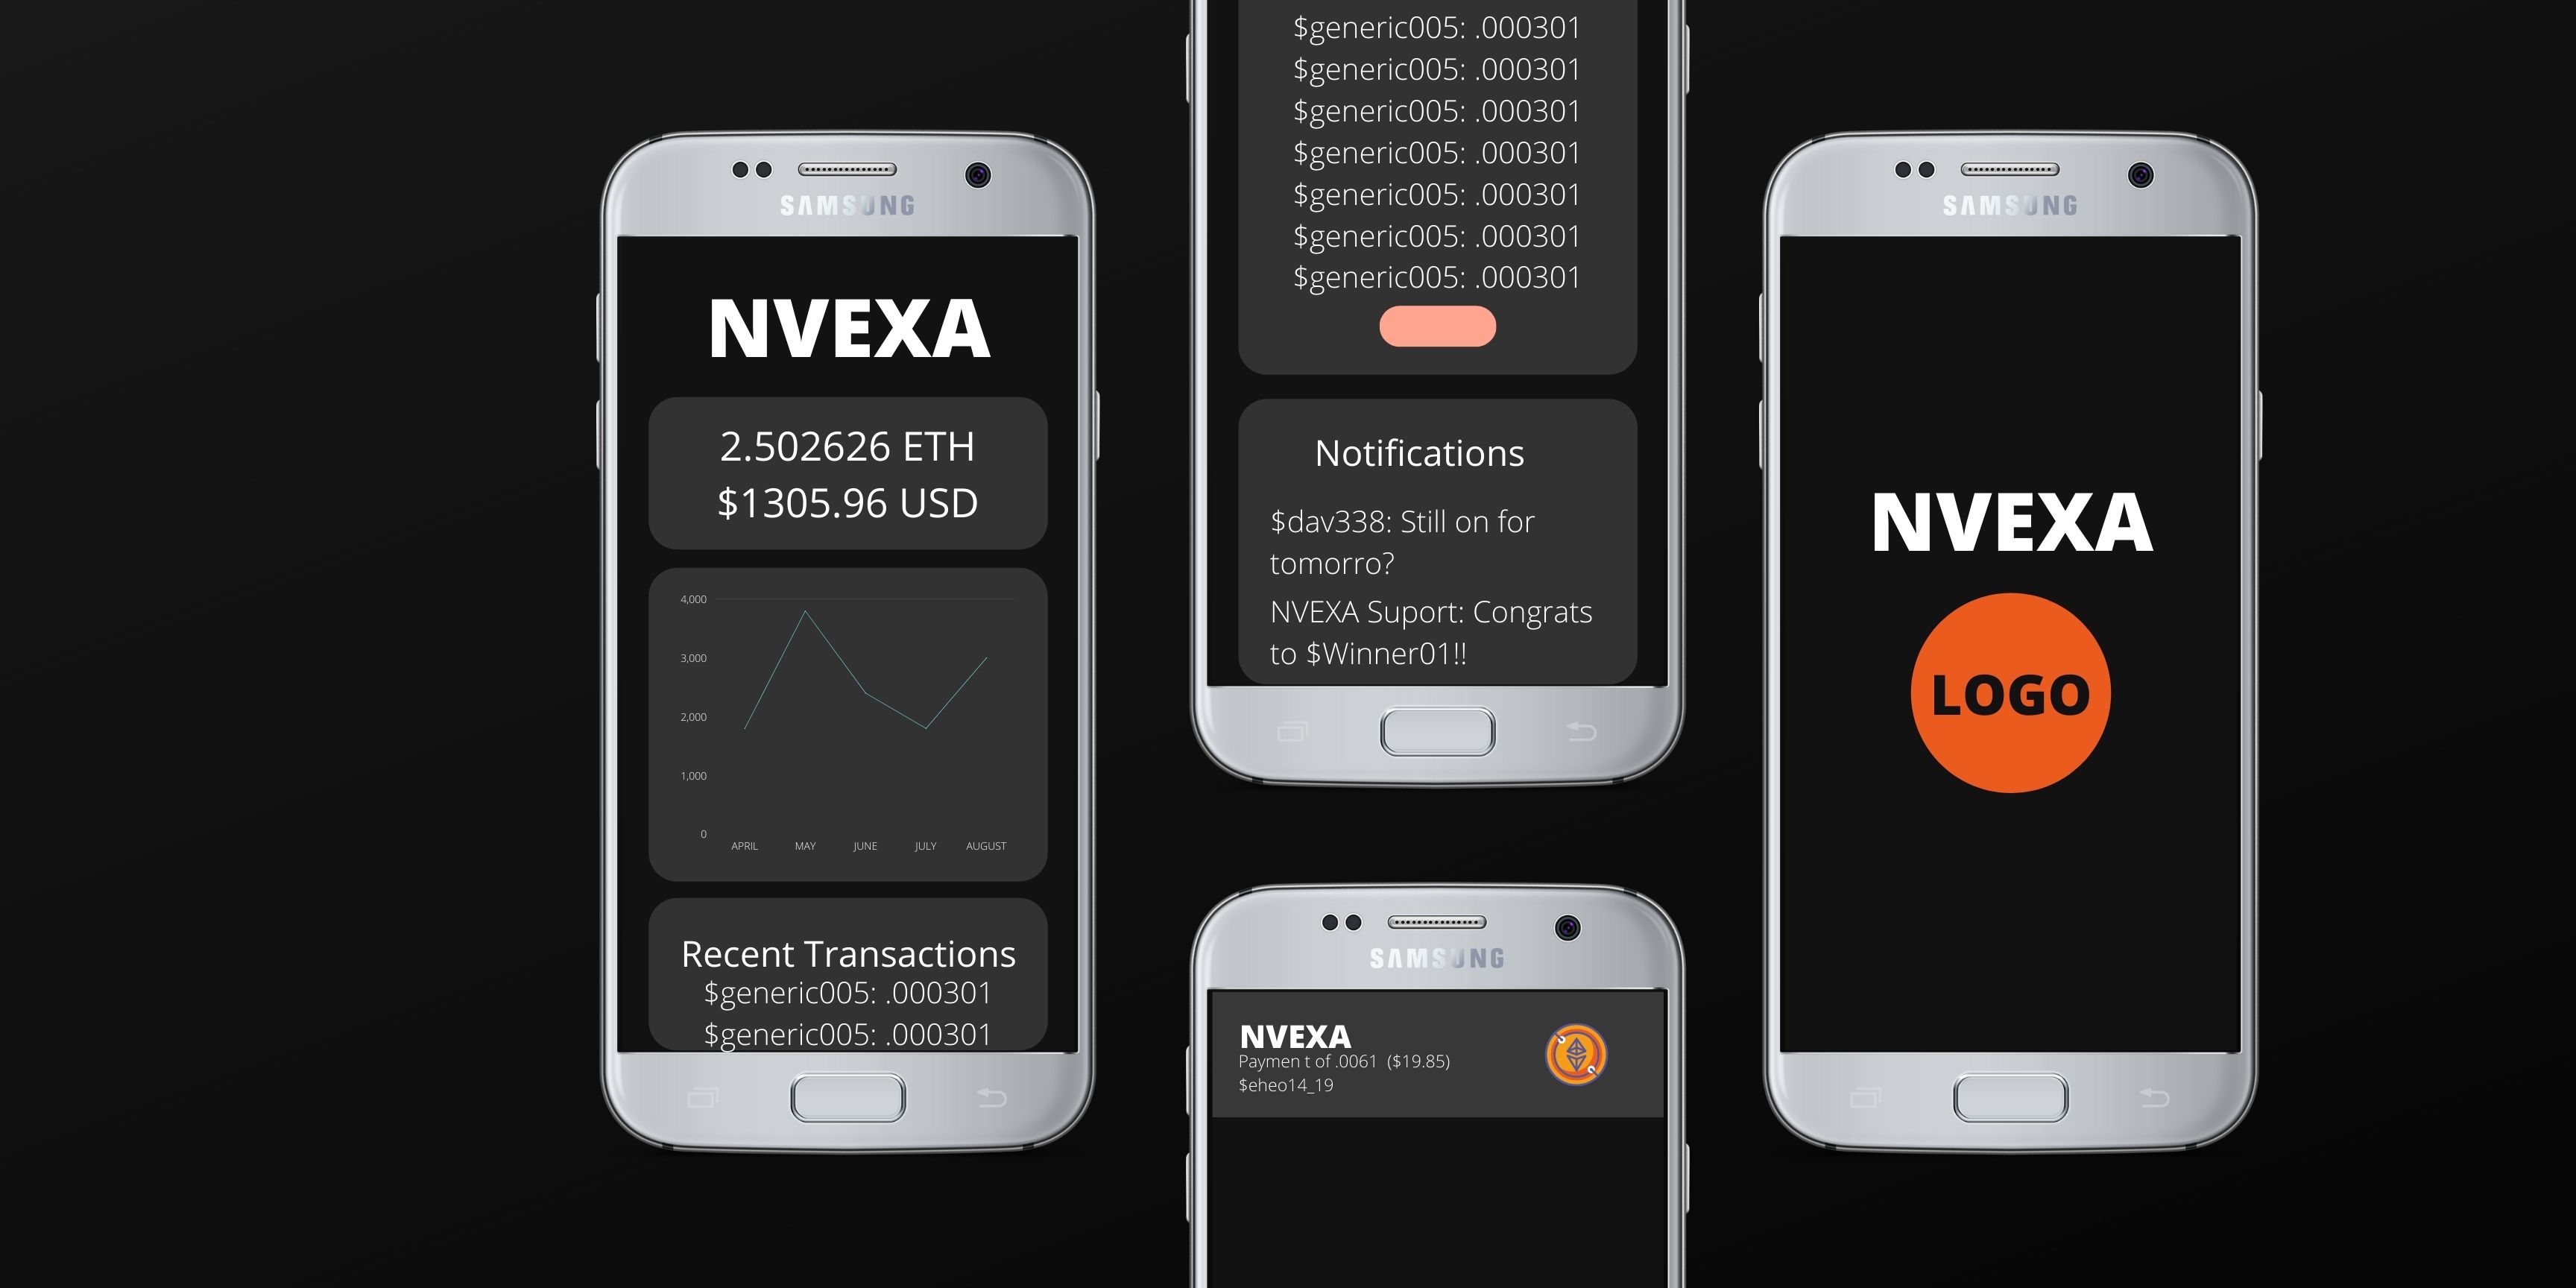 SAMSUNG
NVEXA
2.502626 ETH
$1305.96 USD
4,000
3,000
2,000
1,000
0
APRIL MAY JUNE JULY AUGUST
Recent Transactions
$generic005: .000301
$generic005: .000301
$generic005: .000301
$generic005: .000301
$generic005: .000301
$generic005: .000301
$generic005: .000301
$generic005: .000301
$generic005: .000301
Notifications
$dav338: Still on for
tomorro?
NVEXA Suport: Congrats
to $Winner01!!
SAMSUNG
NVEXA
Paymen t of .0061 ($19.85)
$eheo14_19
SAMSUNG
NVEXA
LOGO